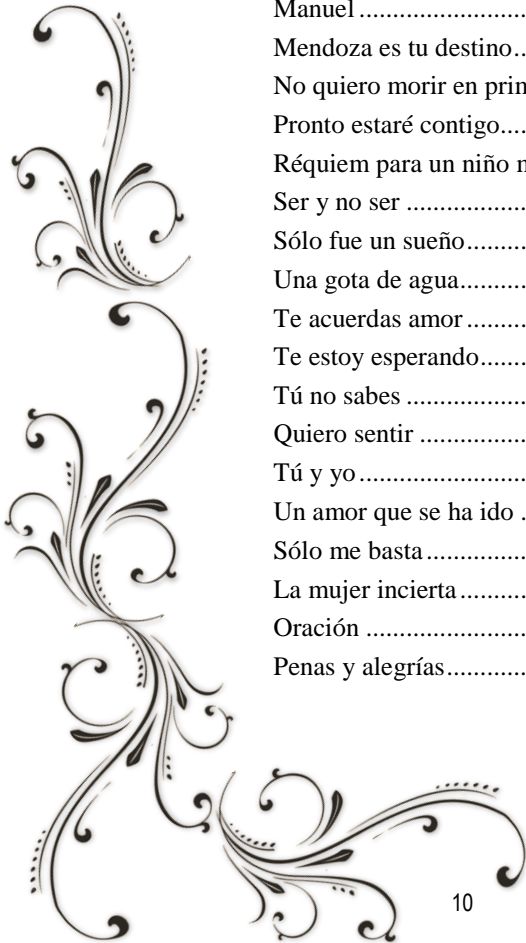 Manuel ..........................
Mendoza es tu destino..
No quiero morir en prin
Pronto estaré contigo....
Réquiem para un niño n
Ser y no ser ..................
Sólo fue un sueño.........
Una gota de agua..........
Te acuerdas amor .........
Te estoy esperando.......
Tú no sabes ..................
Quiero sentir ................
Tú y yo.........................
Un amor que se ha ido .
Sólo me basta...............
La mujer incierta..........
Oración ........................
Penas y alegrías............
10